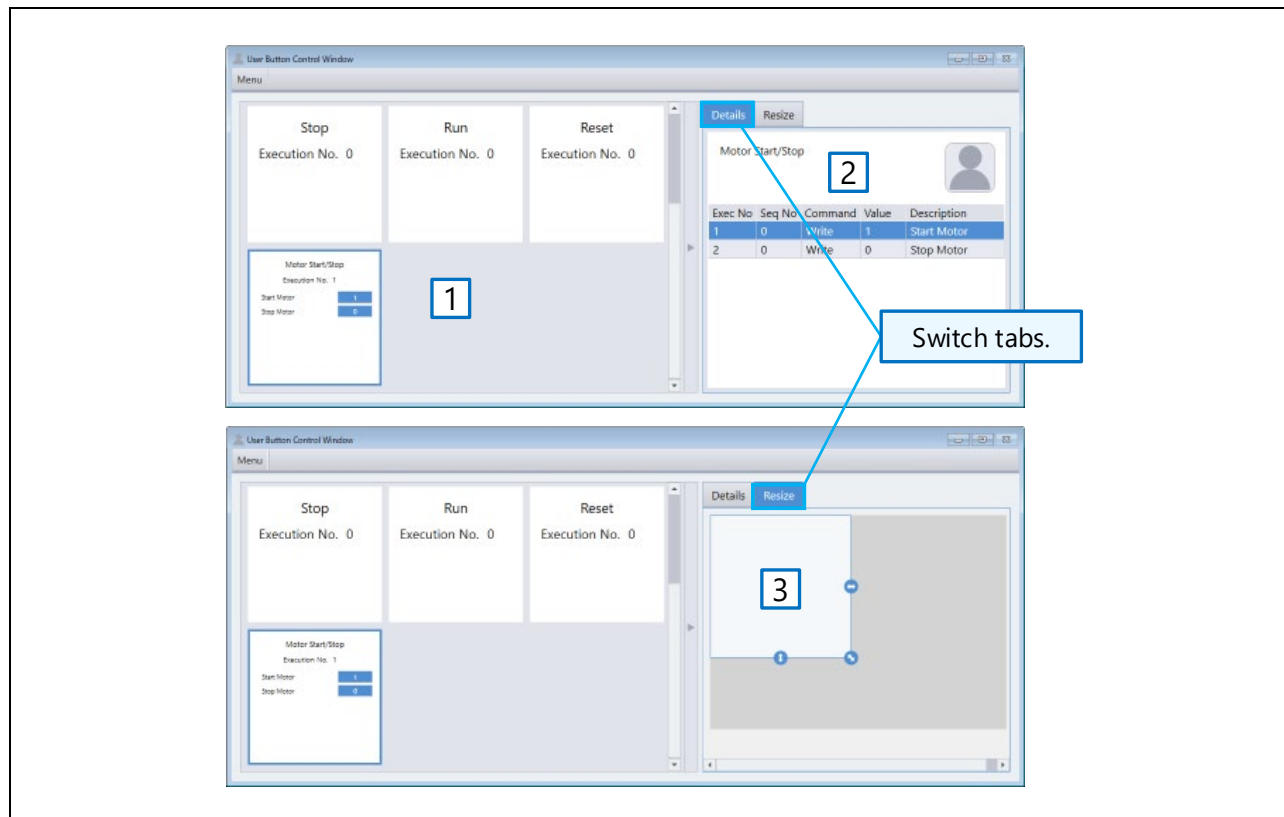 User Button Control Window
Menu
Stop Run Reset
Execution No. 0 Execution No. 0 Execution No. 0
Motor Start/Stop
Execution No. 1
Start Motor 1
Stop Motor 0
1
Details Resize
Motor Start/Stop
2
Exec No Seq No Command Value Description
1 0 Write 1 Start Motor
2 0 Write 0 Stop Motor
Switch tabs.
User Button Control Window
Menu
Stop Run Reset
Execution No. 0 Execution No. 0 Execution No. 0
Motor Start/Stop
Execution No. 1
Start Motor 1
Stop Motor 0
Details Resize
3